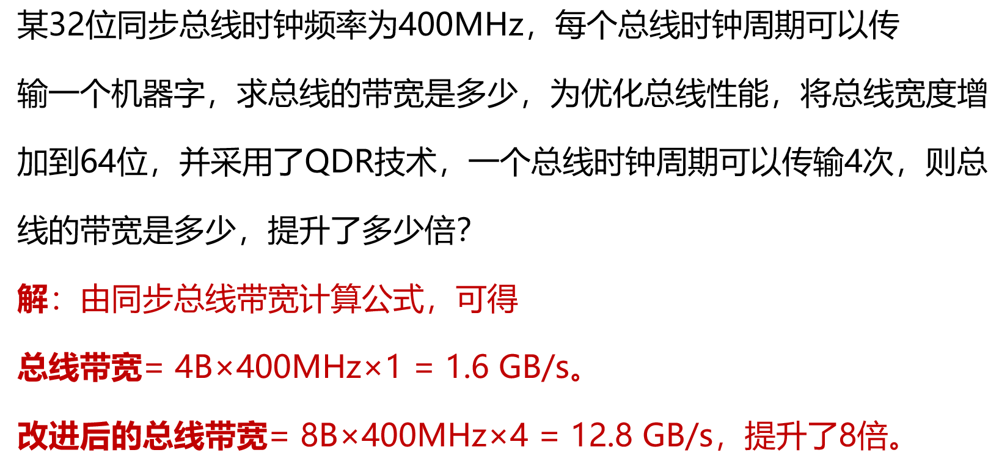 某32位同步总线时钟频率为400MHz，每个总线时钟周期可以传
输一个机器字，求总线的带宽是多少，为优化总线性能，将总线宽度增
加到64位，并采用了QDR技术，一个总线时钟周期可以传输4次，则总
线的带宽是多少，提升了多少倍？
解：由同步总线带宽计算公式，可得
总线带宽= 4B×400MHz×1 = 1.6 GB/s。
改进后的总线带宽= 8B×400MHz×4 = 12.8 GB/s，提升了8倍。